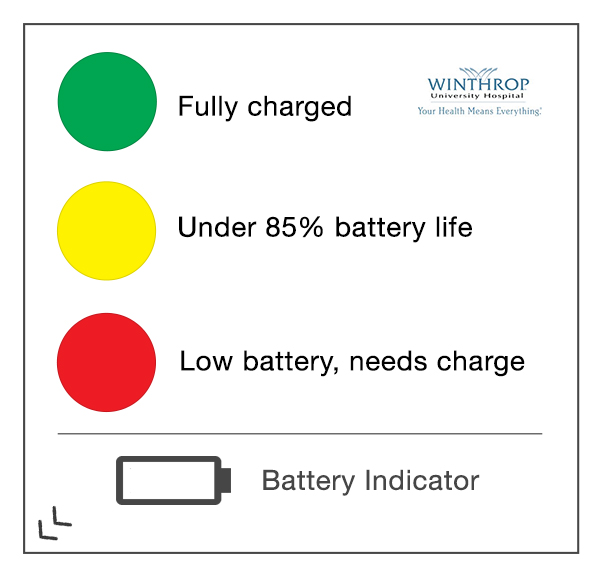 Fully charged
WINTHROP
University Hospital
Your Health Means Everything.
Under 85% battery life
Low battery, needs charge
Battery Indicator